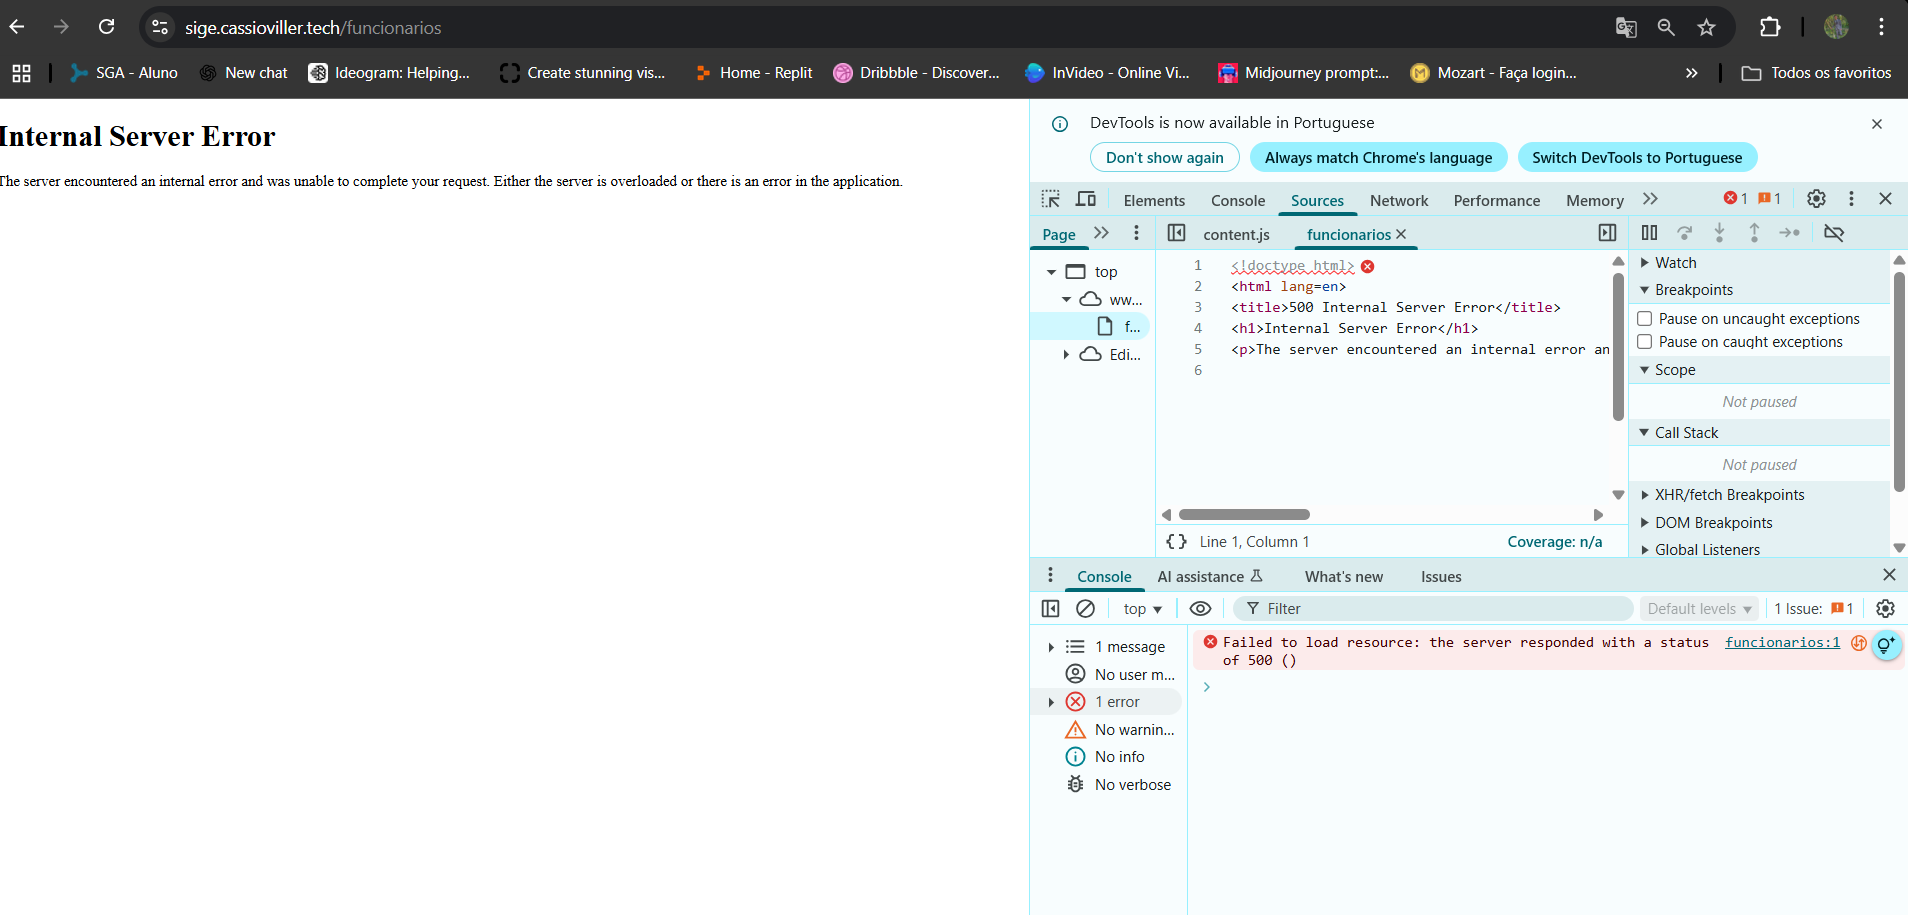 sige.cassioviller.tech/funcionarios
SGA - Aluno
New chat
Ideogram: Helping...
Create stunning vis...
Home - Replit
Dribbble - Discover...
InVideo - Online Vi...
Midjourney prompt:...
Mozart - Faça login...
»
Todos os favoritos
Internal Server Error
The server encountered an internal error and was unable to complete your request. Either the server is overloaded or there is an error in the application.
DevTools is now available in Portuguese
Don't show again
Always match Chrome's language
Switch DevTools to Portuguese
Elements
Console
Sources
Network
Performance
Memory
1
1
Page
content.js
funcionarios
top
ww...
f...
Edi...
1 <!doctype html>
2 <html lang=en>
3 <title>500 Internal Server Error</title>
4 <h1>Internal Server Error</h1>
5 <p>The server encountered an internal error an
6
{ } Line 1, Column 1
Coverage: n/a
Watch
Breakpoints
Pause on uncaught exceptions
Pause on caught exceptions
Scope
Not paused
Call Stack
Not paused
XHR/fetch Breakpoints
DOM Breakpoints
Global Listeners
Console
AI assistance
What's new
Issues
top
Filter
Default levels
1 Issue: 1
1 message
No user m...
1 error
No warnin...
No info
No verbose
Failed to load resource: the server responded with a status funcionarios:1
of 500 ()